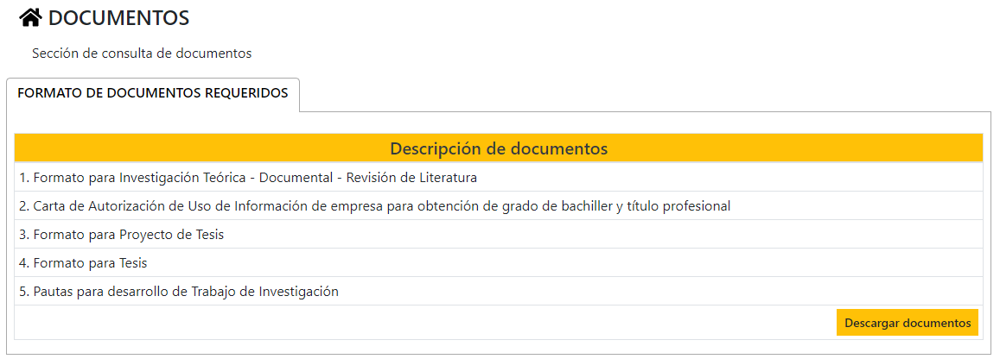 DOCUMENTOS
Sección de consulta de documentos
FORMATO DE DOCUMENTOS REQUERIDOS
Descripción de documentos
1. Formato para Investigación Teórica - Documental - Revisión de Literatura
2. Carta de Autorización de Uso de Información de empresa para obtención de grado de bachiller y título profesional
3. Formato para Proyecto de Tesis
4. Formato para Tesis
5. Pautas para desarrollo de Trabajo de Investigación
Descargar documentos